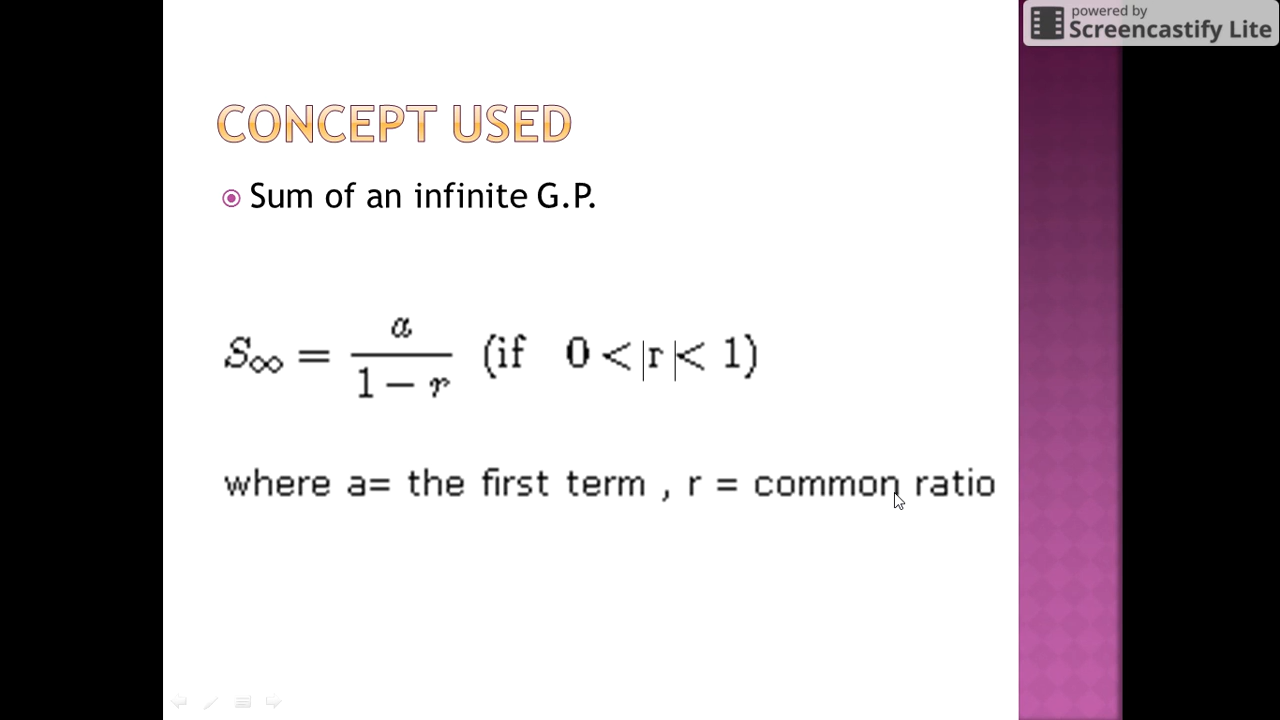 powered by
Screencastify Lite
CONCEPT USED
Sum of an infinite G.P.
S∞ = a / (1 − r) (if 0 < |r| < 1)
where a= the first term , r = common ratio